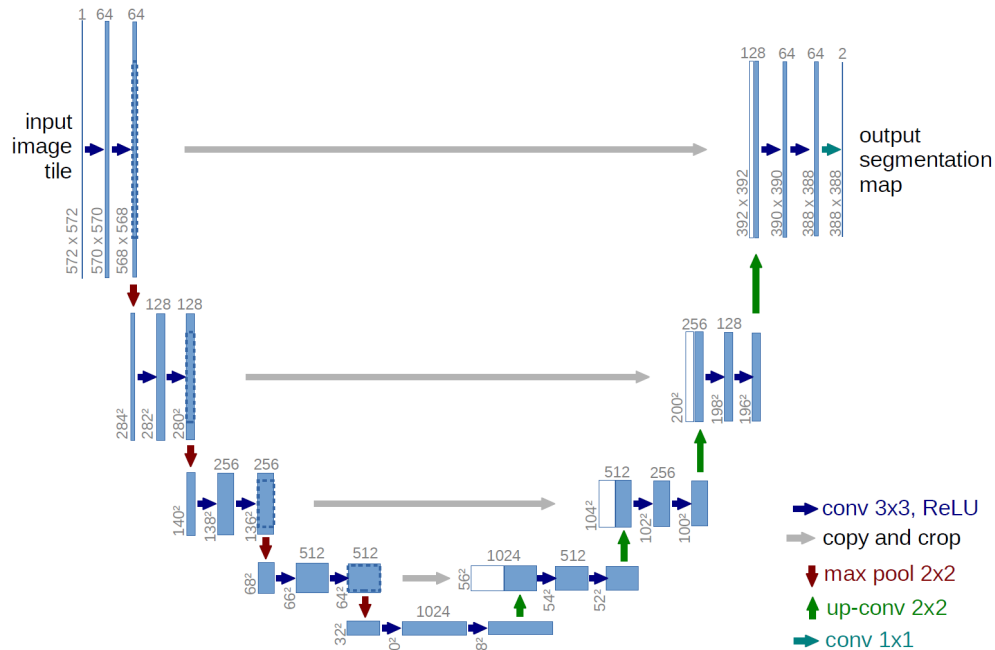 1 64 64
input
image
tile
572 x 572
570 x 570
568 x 568
128 64 64 2
output
segmentation
map
392 x 392
390 x 390
388 x 388
388 x 388
128 128
284²
282²
280²
256 128
200²
198²
196²
256 256
140²
138²
136²
512 256
104²
102²
100²
512 512
68²
66²
64²
1024 512
56²
54²
52²
1024
32²
0²
8²
conv 3x3, ReLU
copy and crop
max pool 2x2
up-conv 2x2
conv 1x1